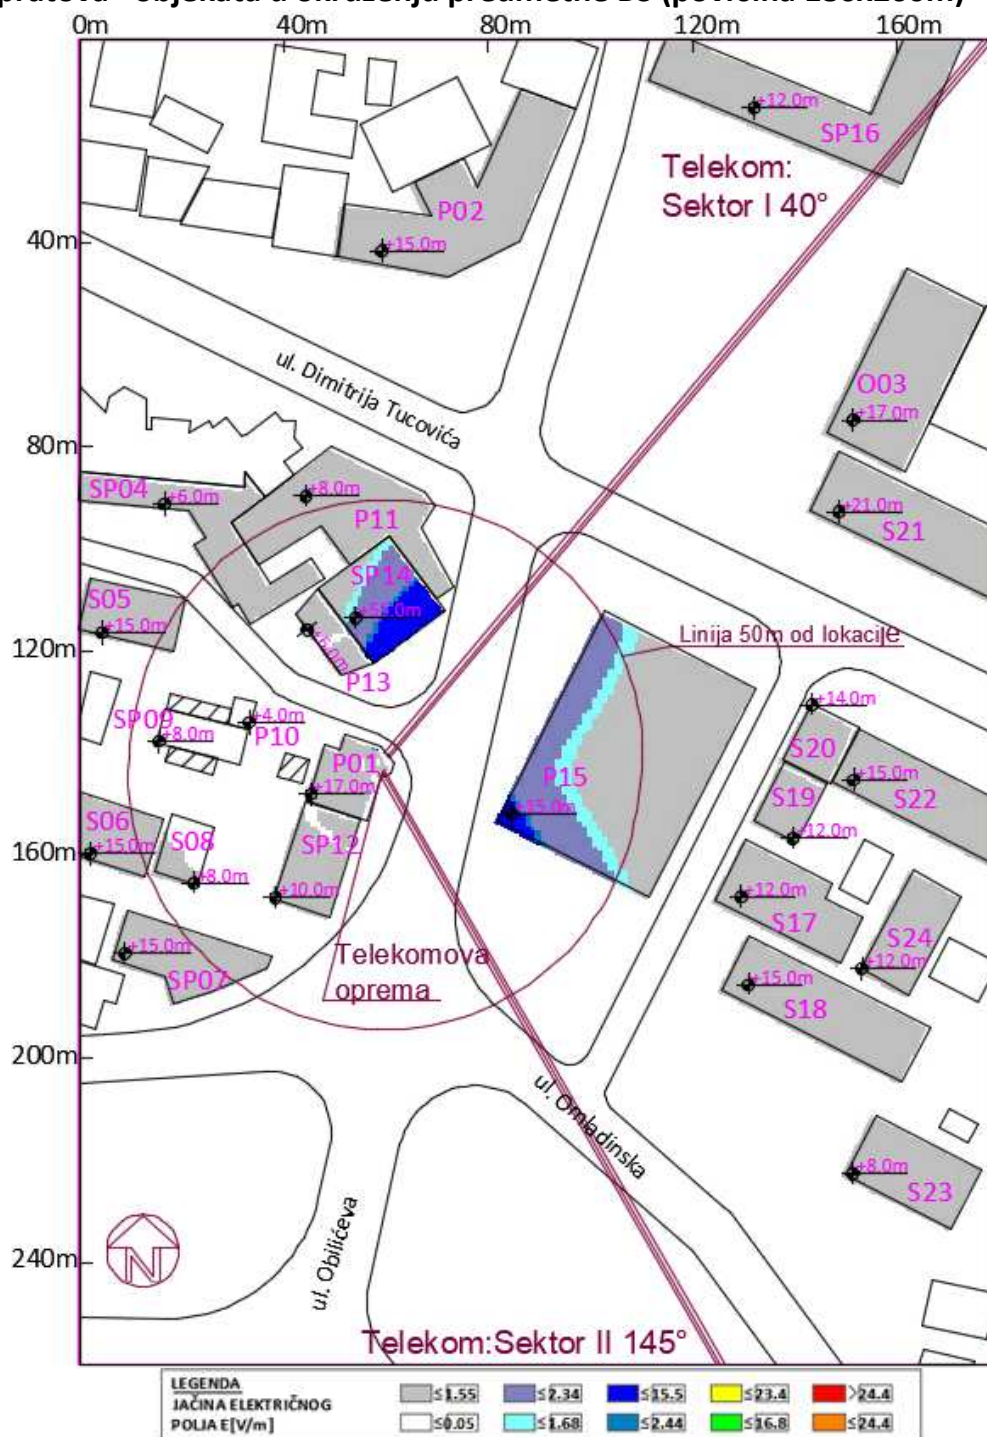 0m 40m 80m 120m 160m
+12.0m
SP16
Telekom:
Sektor I 40°
P02
+15.0m
40m
ul. Dimitrija Tucovića
O03
+17.0m
80m
SP04
+6.0m
+8.0m
P11
+21.0m
S21
SP14
S05
+15.0m
120m
Linija 50m od lokacije
P13
+14.0m
SP09
+8.0m
+4.0m
P10
P01
+17.0m
P15
+15.0m
S20
+15.0m
S19
S22
+12.0m
S06
+15.0m
S08
+8.0m
SP12
+10.0m
160m
+12.0m
S17
S24
+12.0m
+15.0m
SP07
Telekomova
oprema
+15.0m
S18
200m
ul. Omladinska
+8.0m
S23
240m
N
ul. Obilićeva
Telekom:Sektor II 145°
LEGENDA
JAČINA ELEKTRIČNOG
POLJA E[V/m]
≤1.55 ≤2.34 ≤15.5 ≤23.4 >24.4
≤0.05 ≤1.68 ≤2.44 ≤16.8 ≤24.4